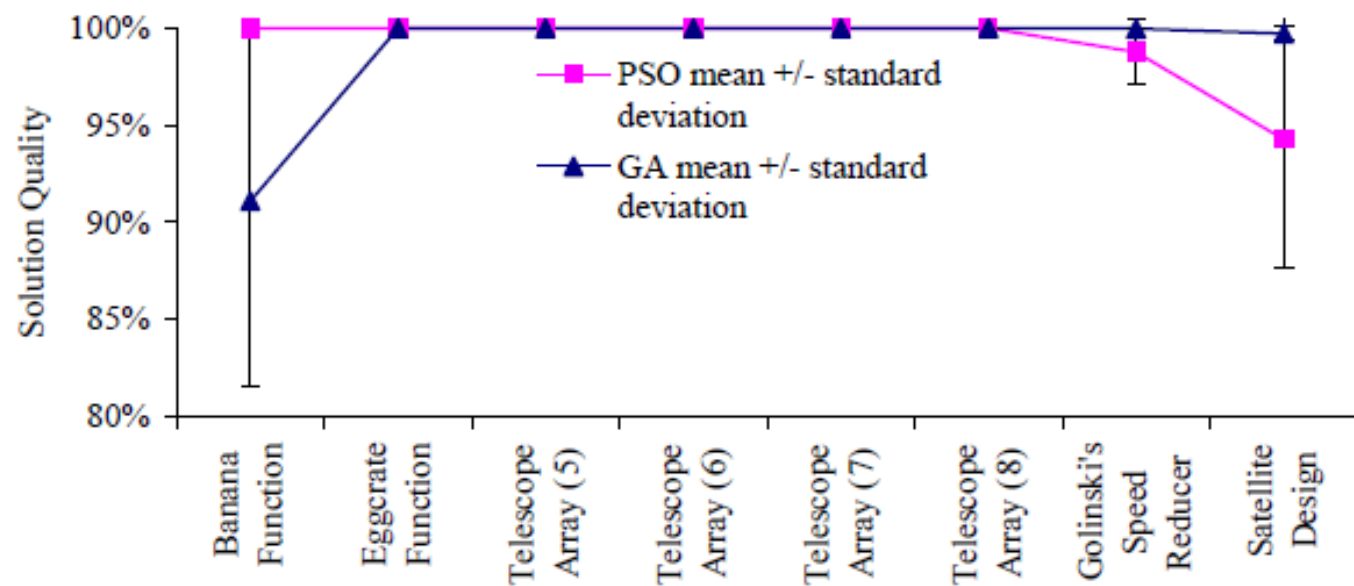 Solution Quality
100%
95%
90%
85%
80%
PSO mean +/- standard
deviation
GA mean +/- standard
deviation
Banana
Function
Eggcrate
Function
Telescope
Array (5)
Telescope
Array (6)
Telescope
Array (7)
Telescope
Array (8)
Golinski's
Speed
Reducer
Satellite
Design